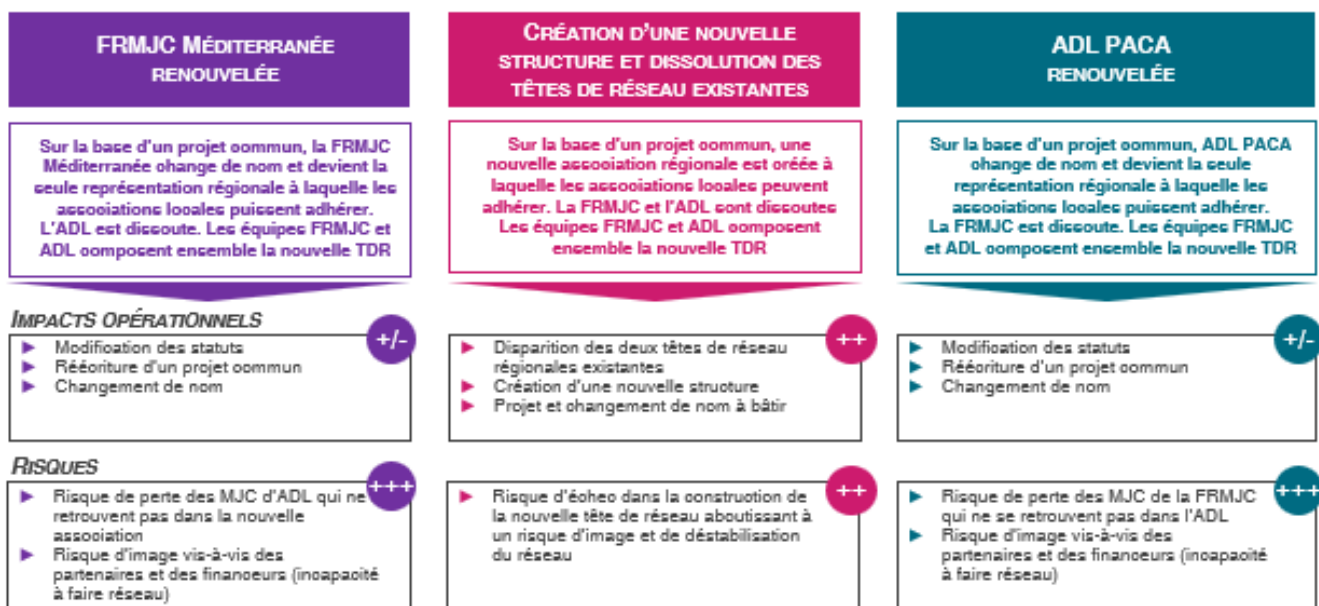 FRMJC MÉDITERRANÉE
RENOUVELÉE
Sur la base d'un projet commun, la FRMJC
Méditerranée change de nom et devient la
seule représentation régionale à laquelle les
associations locales puissent adhérer.
L'ADL est dissoute. Les équipes FRMJC et
ADL composent ensemble la nouvelle TDR
CRÉATION D'UNE NOUVELLE
STRUCTURE ET DISSOLUTION DES
TÊTES DE RÉSEAU EXISTANTES
Sur la base d'un projet commun, une
nouvelle association régionale est créée à
laquelle les associations locales peuvent
adhérer. La FRMJC et l'ADL sont dissoutes
Les équipes FRMJC et ADL composent
ensemble la nouvelle TDR
ADL PACA
RENOUVELÉE
Sur la base d'un projet commun, ADL PACA
change de nom et devient la seule
représentation régionale à laquelle les
associations locales puissent adhérer.
La FRMJC est dissoute. Les équipes FRMJC
et ADL composent ensemble la nouvelle TDR
IMPACTS OPÉRATIONNELS
+/-
► Modification des statuts
► Réécriture d'un projet commun
► Changement de nom
++
► Disparition des deux têtes de réseau
régionales existantes
► Création d'une nouvelle structure
► Projet et changement de nom à bâtir
+/-
► Modification des statuts
► Réécriture d'un projet commun
► Changement de nom
RISQUES
+++
► Risque de perte des MJC d'ADL qui ne
retrouvent pas dans la nouvelle
association
► Risque d'image vis-à-vis des
partenaires et des financeurs (incapacité
à faire réseau)
++
► Risque d'échec dans la construction de
la nouvelle tête de réseau aboutissant à
un risque d'image et de déstabilisation
du réseau
+++
► Risque de perte des MJC de la FRMJC
qui ne se retrouvent pas dans l'ADL
► Risque d'image vis-à-vis des
partenaires et des financeurs (incapacité
à faire réseau)